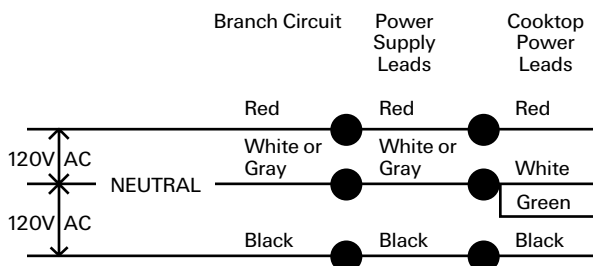 Branch Circuit
Power
Supply
Leads
Cooktop
Power
Leads
Red
Red
Red
120V AC
White or
Gray
White or
Gray
White
NEUTRAL
Green
120V AC
Black
Black
Black